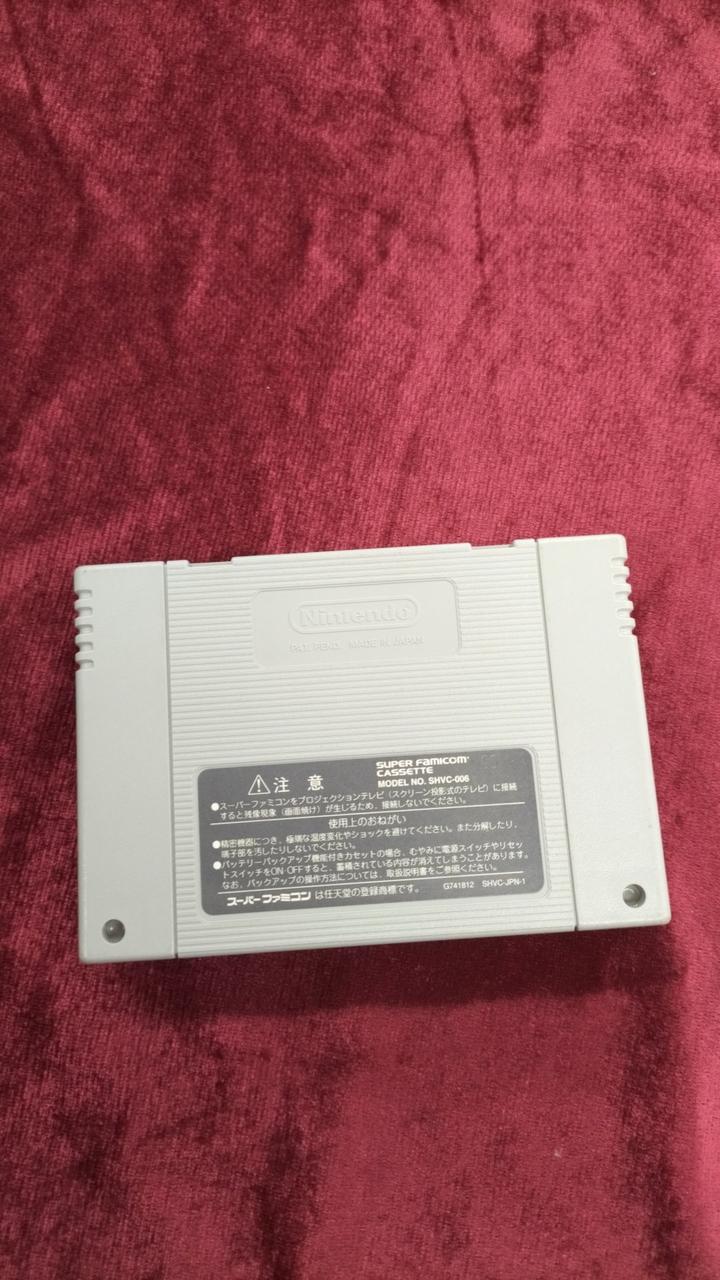 Nintendo
PAT. PEND. MADE IN JAPAN
⚠注意
SUPER FAMICOM
CASSETTE
MODEL NO. SHVC-006
●スーパーファミコンをプロジェクションテレビ（スクリーン投影式のテレビ）に接続
すると残像現象（画面焼け）が生じるため、接続しないでください。
使用上のおねがい
●精密機器につき、極端な温度変化やショックを避けてください。また分解したり、
端子部を汚したりしないでください。
●バッテリーバックアップ機能付きカセットの場合、むやみに電源スイッチやリセッ
トスイッチをON・OFFすると、蓄積されている内容が消えてしまうことがあります。
なお、バックアップの操作方法については、取扱説明書をご参照ください。
スーパーファミコンは任天堂の登録商標です。
G741812 SHVC-JPN-1